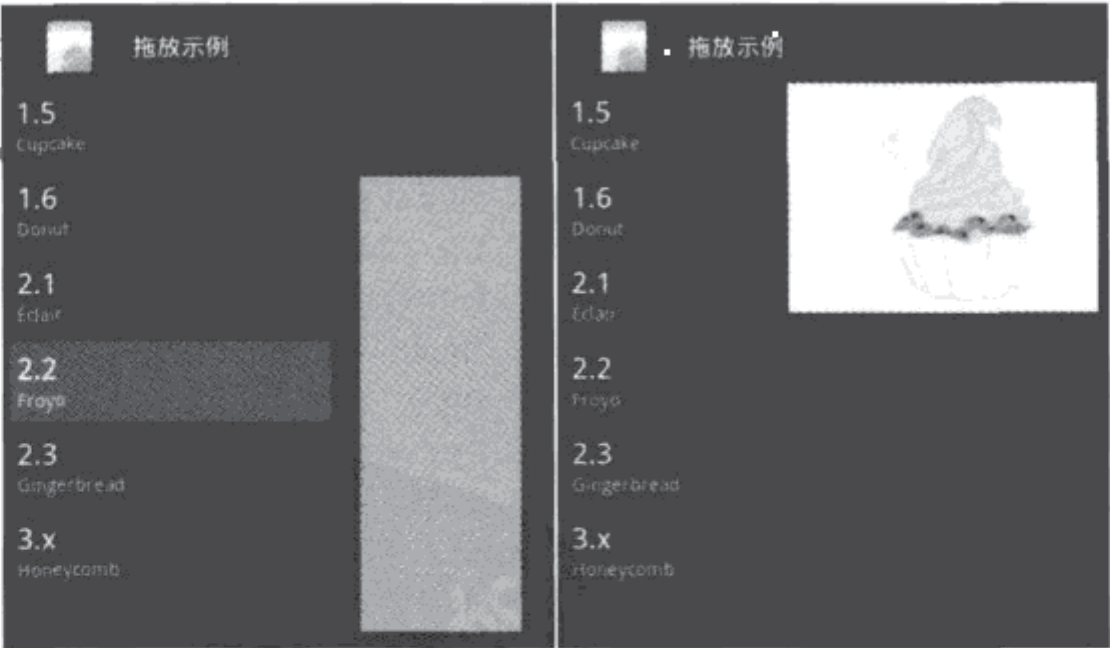 拖放示例
1.5
Cupcake
1.6
Donut
2.1
Eclair
2.2
Froyo
2.3
Gingerbread
3.x
Honeycomb
拖放示例
1.5
Cupcake
1.6
Donut
2.1
Eclair
2.2
Froyo
2.3
Gingerbread
3.x
Honeycomb